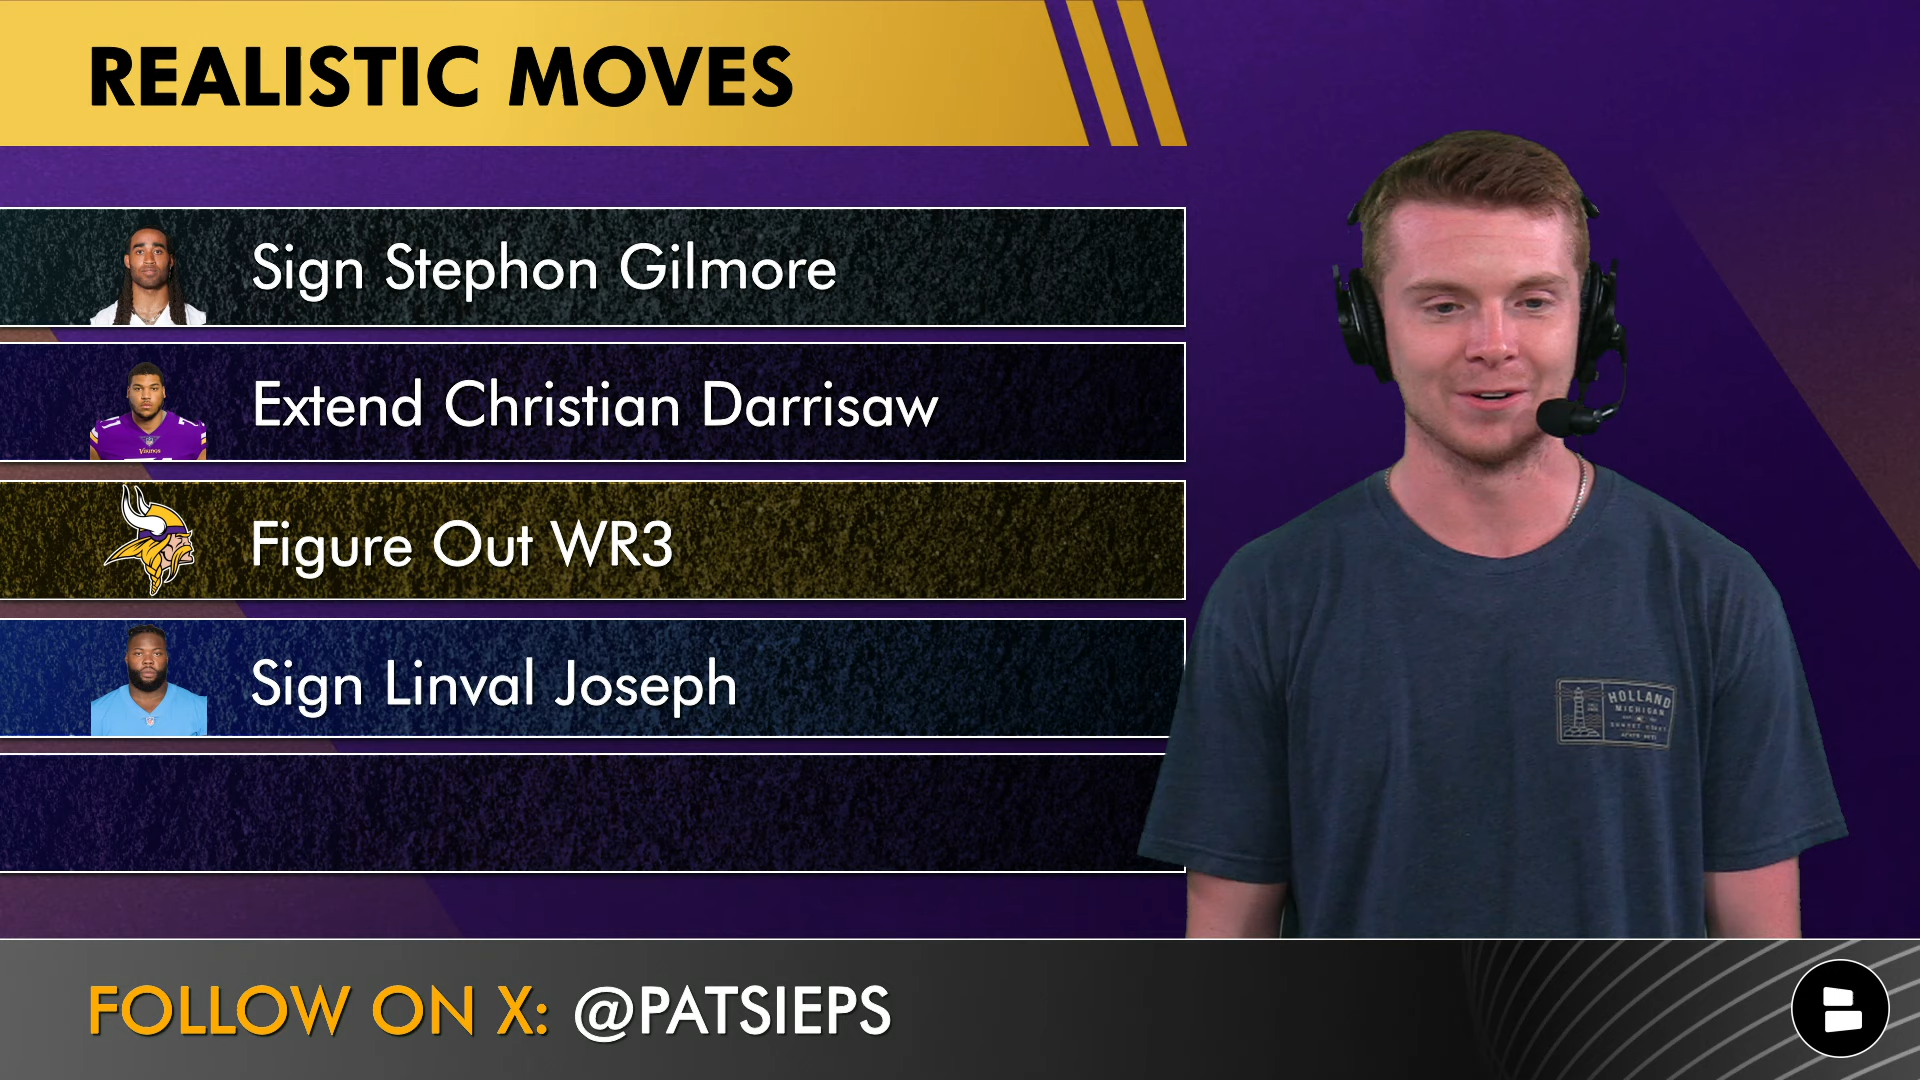 REALISTIC MOVES
Sign Stephon Gilmore
Extend Christian Darrisaw
Vikings
Figure Out WR3
Sign Linval Joseph
HOLLAND
MICHIGAN
FOLLOW ON X: @PATSIEPS